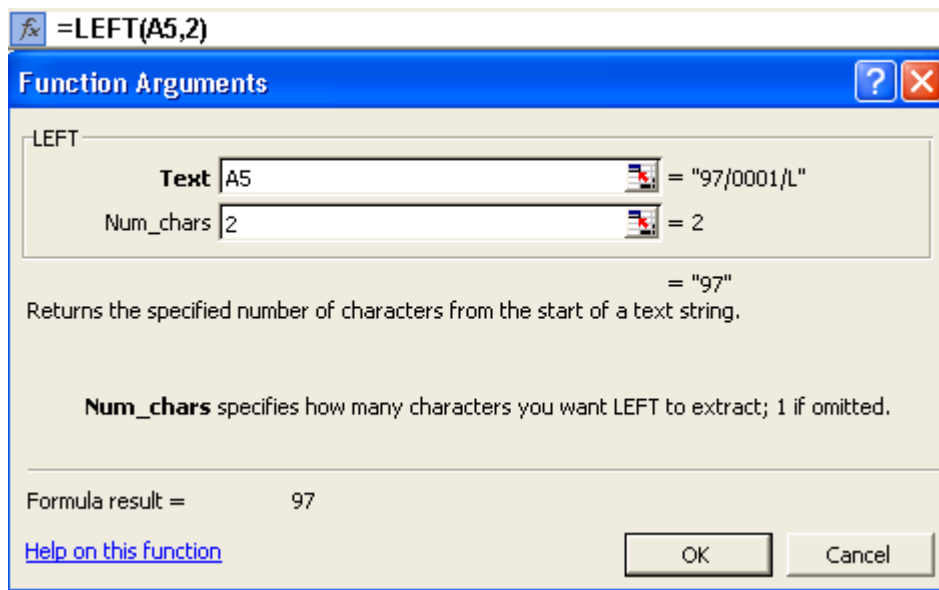 fx =LEFT(A5,2)
Function Arguments ?
LEFT
Text A5 = "97/0001/L"
Num_chars 2 = 2
= "97"
Returns the specified number of characters from the start of a text string.
Num_chars specifies how many characters you want LEFT to extract; 1 if omitted.
Formula result = 97
Help on this function OK Cancel